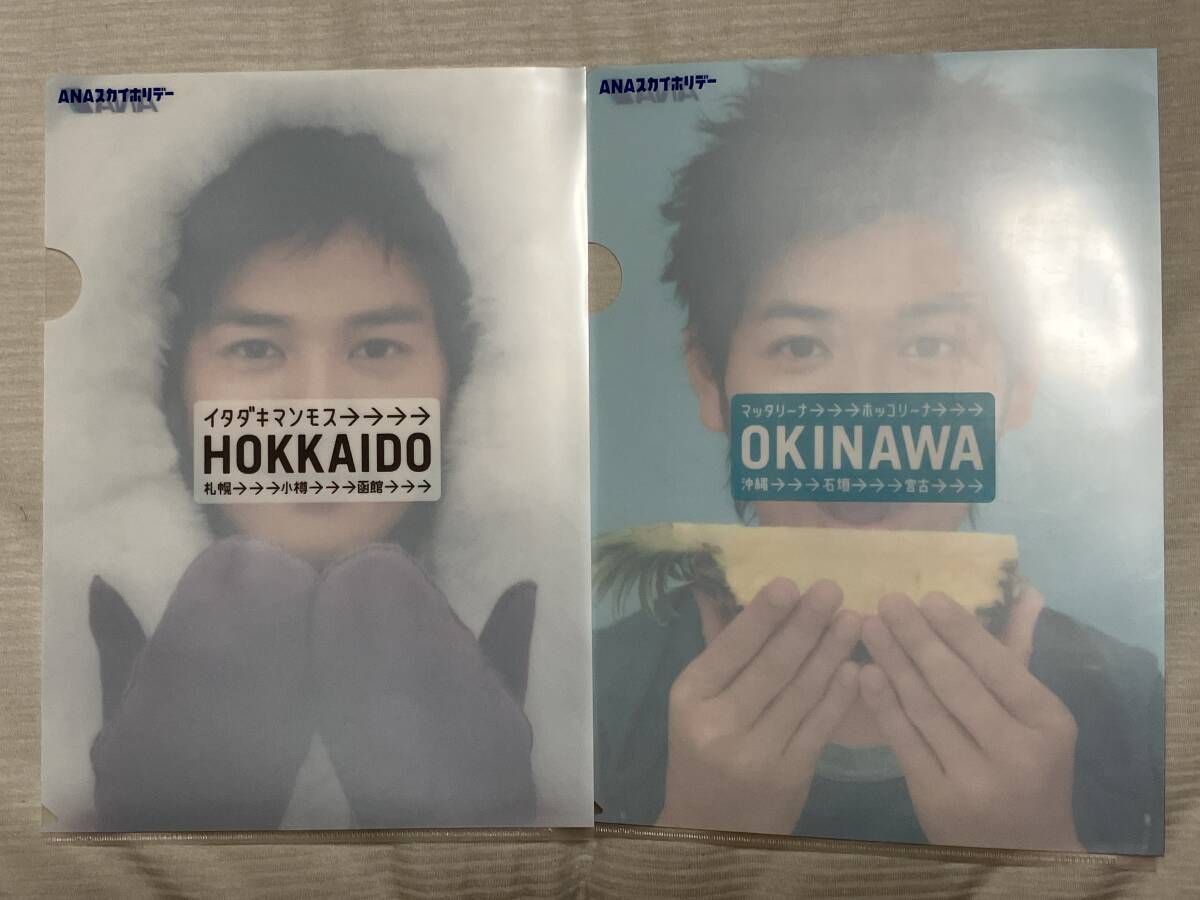 ANAスカイホリデー
イタダキマンモス→→→→
HOKKAIDO
札幌→→→小樽→→→函館→→→
ANAスカイホリデー
マッタリーナ→→→ホッコリーナ→→→
OKINAWA
沖縄→→→石垣→→→宮古→→→